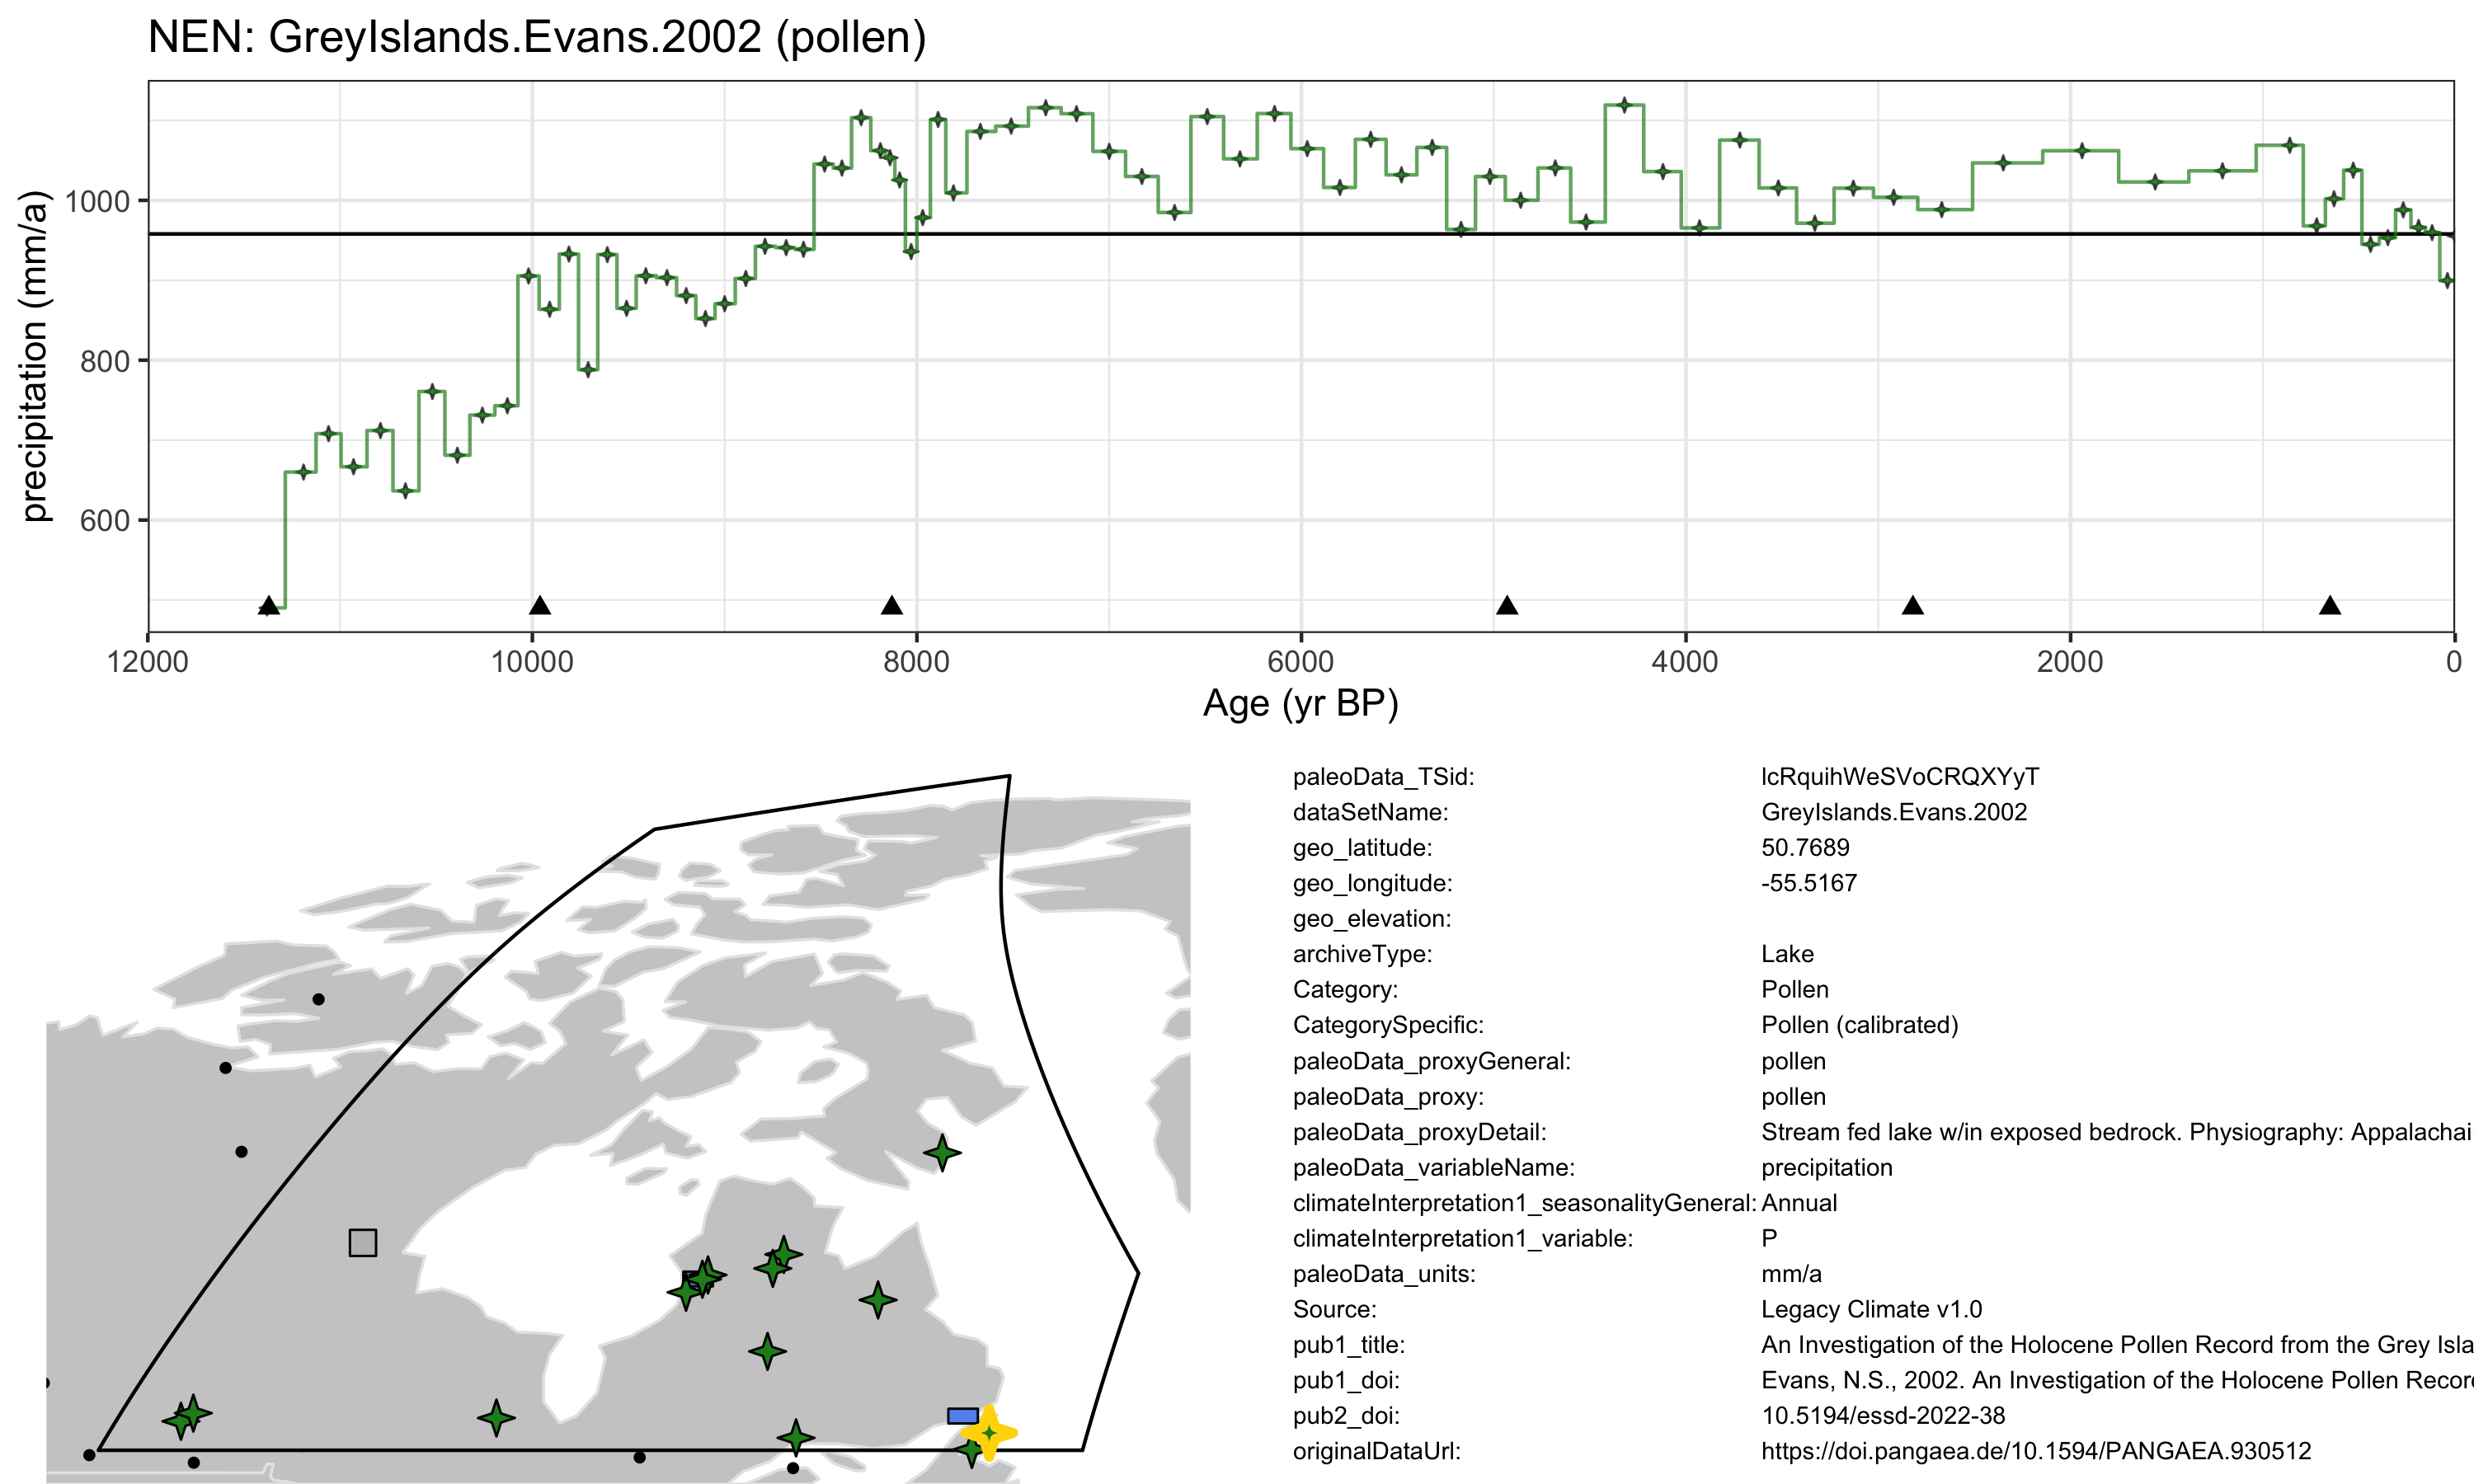 NEN: GreyIslands.Evans.2002 (pollen)
precipitation (mm/a)
1000
800
600
12000 10000 8000 6000 4000 2000 0
Age (yr BP)
paleoData_TSid: lcRquihWeSVoCRQXYyT
dataSetName: GreyIslands.Evans.2002
geo_latitude: 50.7689
geo_longitude: -55.5167
geo_elevation:
archiveType: Lake
Category: Pollen
CategorySpecific: Pollen (calibrated)
paleoData_proxyGeneral: pollen
paleoData_proxy: pollen
paleoData_proxyDetail: Stream fed lake w/in exposed bedrock. Physiography: Appalachai
paleoData_variableName: precipitation
climateInterpretation1_seasonalityGeneral: Annual
climateInterpretation1_variable: P
paleoData_units: mm/a
Source: Legacy Climate v1.0
pub1_title: An Investigation of the Holocene Pollen Record from the Grey Isla
pub1_doi: Evans, N.S., 2002. An Investigation of the Holocene Pollen Recor
pub2_doi: 10.5194/essd-2022-38
originalDataUrl: https://doi.pangaea.de/10.1594/PANGAEA.930512